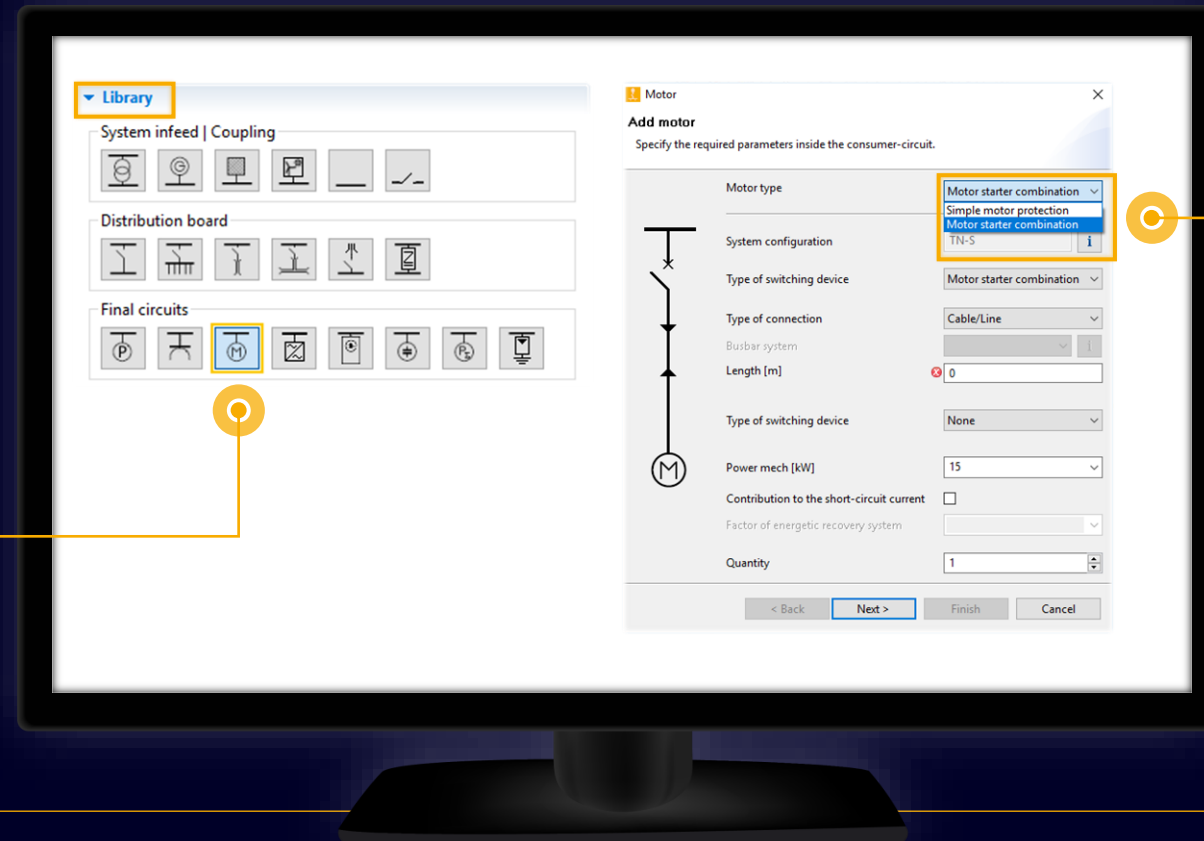 Library
System infeed | Coupling
Distribution board
Final circuits
P
M
Motor
Add motor
Specify the required parameters inside the consumer-circuit.
Motor type
Motor starter combination
Simple motor protection
Motor starter combination
System configuration
TN-S
i
Type of switching device
Motor starter combination
Type of connection
Cable/Line
Busbar system
i
Length [m]
0
Type of switching device
None
M
Power mech [kW]
15
Contribution to the short-circuit current
Factor of energetic recovery system
Quantity
1
< Back
Next >
Finish
Cancel